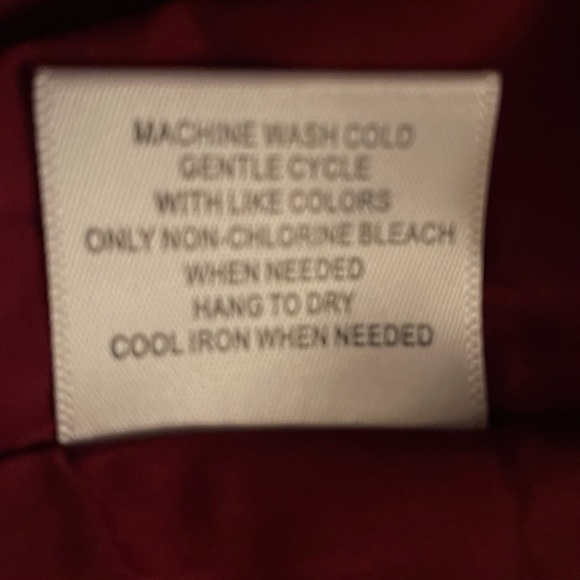 MACHINE WASH COLD
GENTLE CYCLE
WITH LIKE COLORS
ONLY NON-CHLORINE BLEACH
WHEN NEEDED
HANG TO DRY
COOL IRON WHEN NEEDED